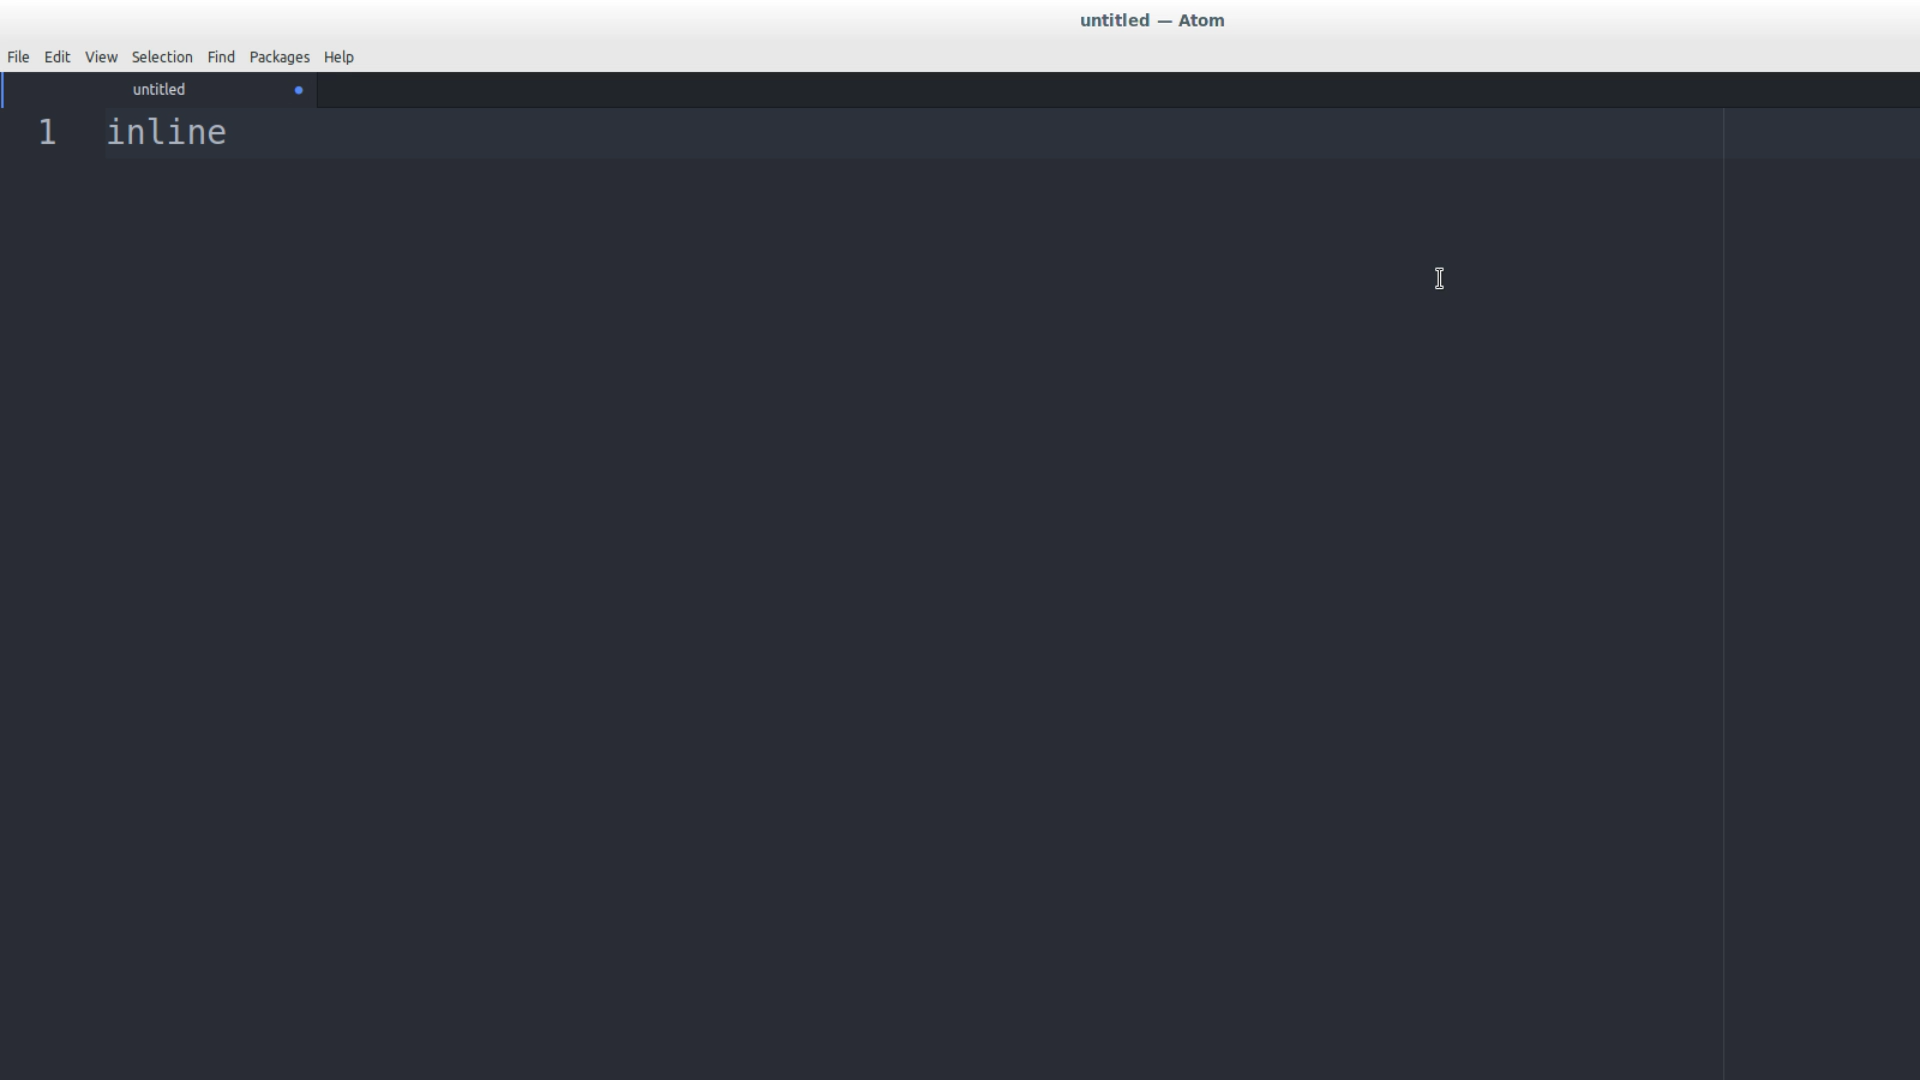 untitled — Atom
File Edit View Selection Find Packages Help
untitled
1 inline